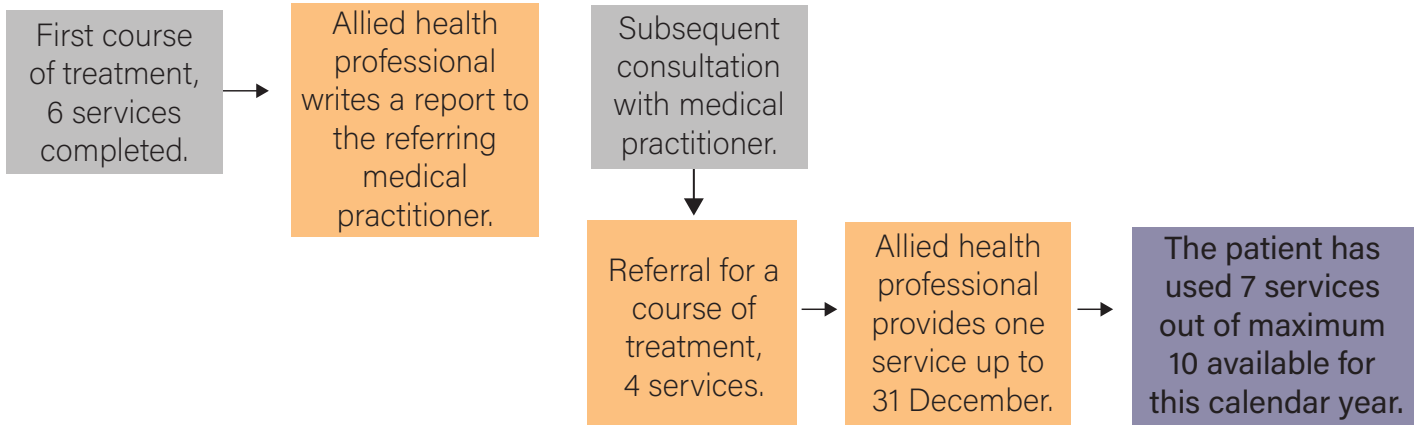 First course
of treatment,
6 services
completed.
Allied health
professional
writes a report to
the referring
medical
practitioner.
Subsequent
consultation
with medical
practitioner.
Referral for a
course of
treatment,
4 services.
Allied health
professional
provides one
service up to
31 December.
The patient has
used 7 services
out of maximum
10 available for
this calendar year.